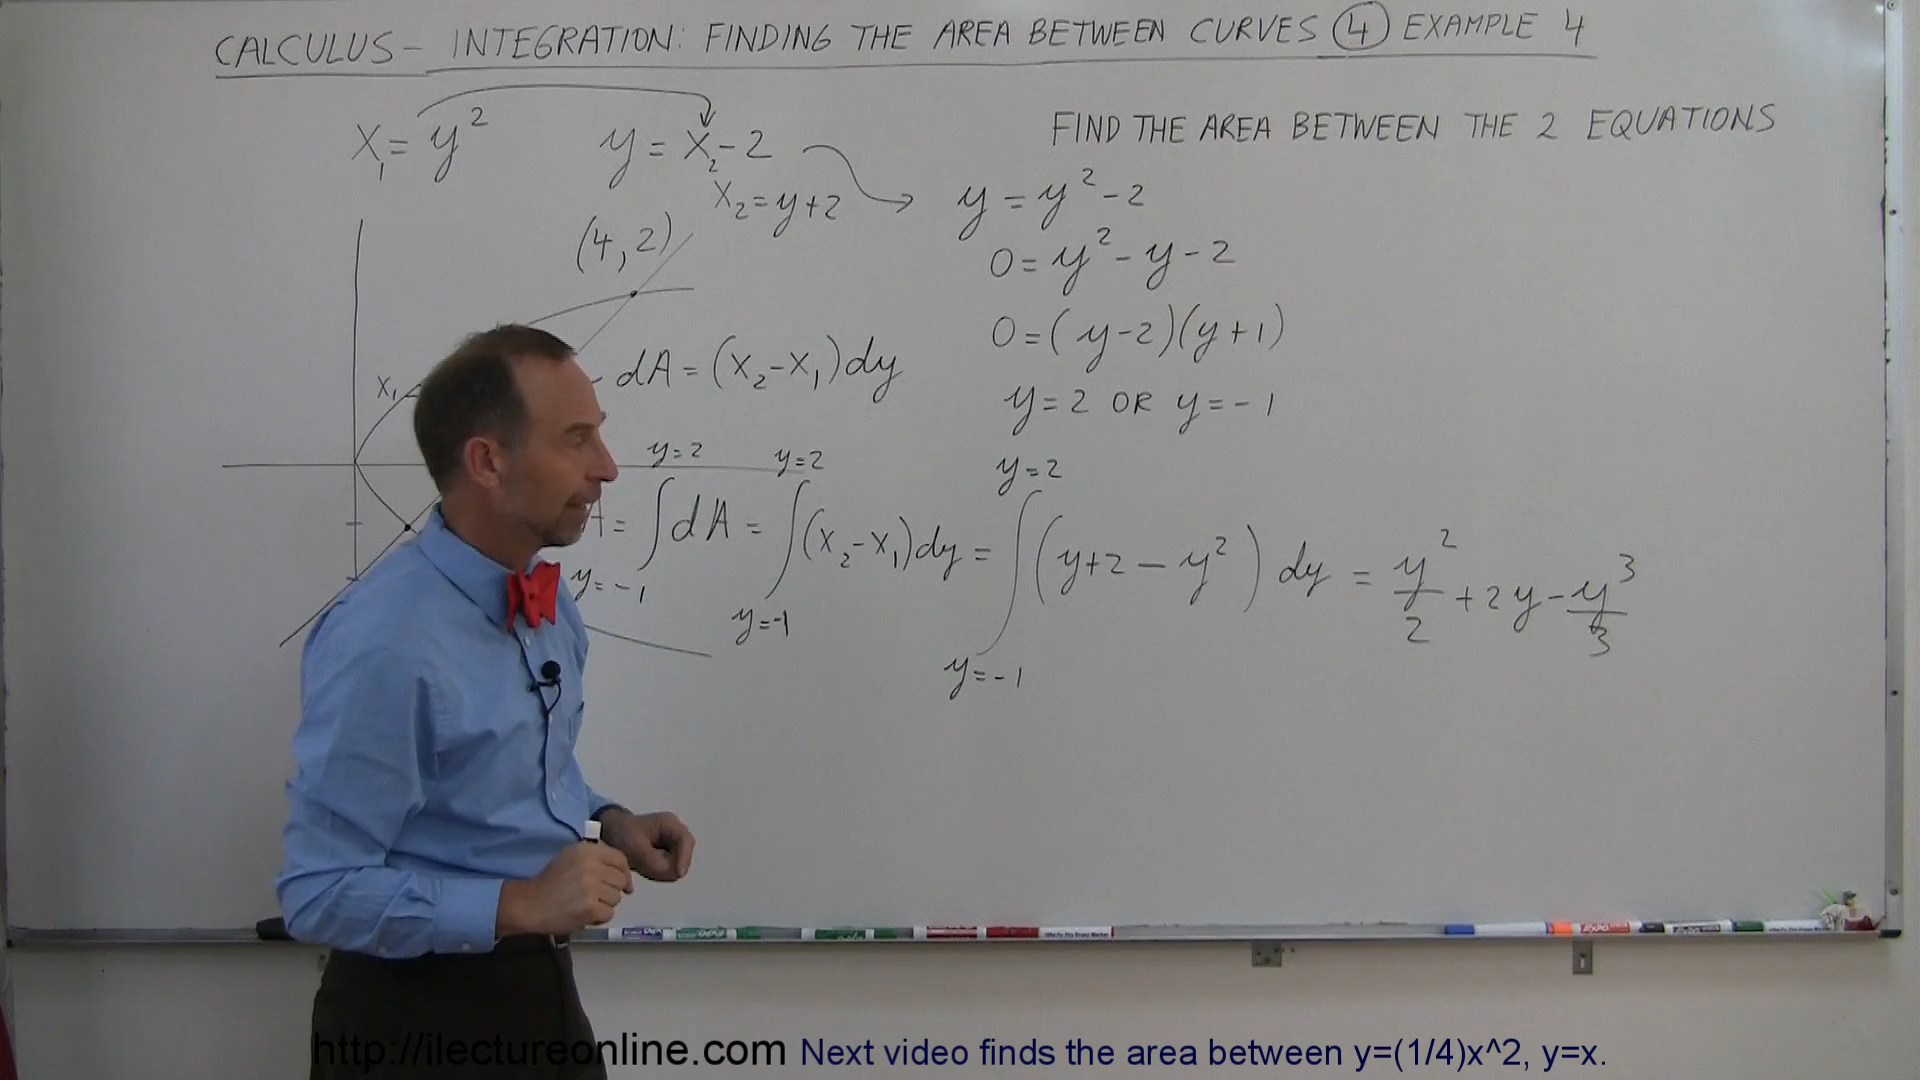 CALCULUS - INTEGRATION: FINDING THE AREA BETWEEN CURVES ④ EXAMPLE 4
x₁ = y²
y = x₂ - 2
x₂ = y + 2
FIND THE AREA BETWEEN THE 2 EQUATIONS
y = y² - 2
0 = y² - y - 2
0 = (y - 2)(y + 1)
y = 2 OR y = -1
(4, 2)
x₁
dA = (x₂ - x₁)dy
y=2 y=2 y=2
= ∫dA = ∫(x₂ - x₁)dy = ∫(y + 2 - y²) dy = y²/2 + 2y - y³/3
y=-1 y=-1 y=-1
http://ilectureonline.com Next video finds the area between y=(1/4)x^2, y=x.